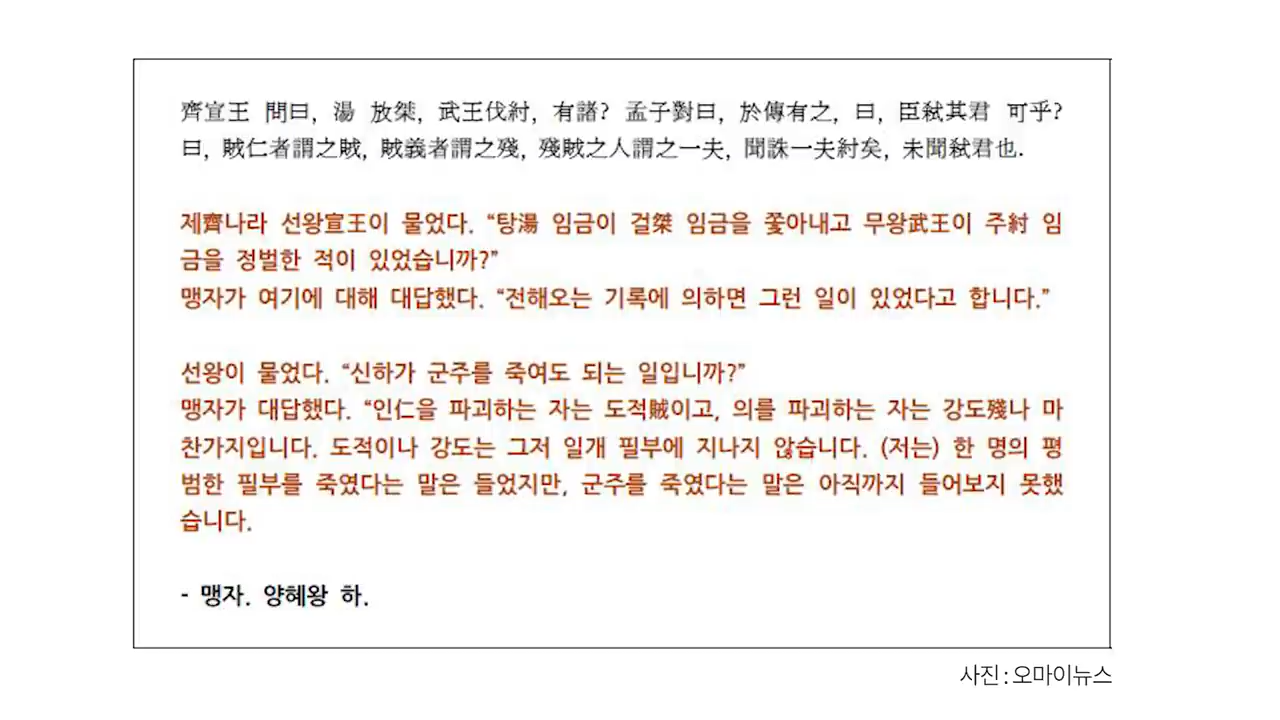 齊宣王 問曰, 湯 放桀, 武王伐紂, 有諸? 孟子對曰, 於傳有之, 曰, 臣弑其君 可乎?
曰, 賊仁者謂之賊, 賊義者謂之殘, 殘賊之人謂之一夫, 聞誅一夫紂矣, 未聞弑君也.
제齊나라 선왕宣王이 물었다. “탕湯 임금이 걸桀 임금을 쫓아내고 무왕武王이 주紂 임
금을 정벌한 적이 있었습니까?”
맹자가 여기에 대해 대답했다. “전해오는 기록에 의하면 그런 일이 있었다고 합니다.”
선왕이 물었다. “신하가 군주를 죽여도 되는 일입니까?”
맹자가 대답했다. “인仁을 파괴하는 자는 도적賊이고, 의를 파괴하는 자는 강도殘나 마
찬가지입니다. 도적이나 강도는 그저 일개 필부에 지나지 않습니다. (저는) 한 명의 평
범한 필부를 죽였다는 말은 들었지만, 군주를 죽였다는 말은 아직까지 들어보지 못했
습니다.
- 맹자. 양혜왕 하.
사진 : 오마이뉴스